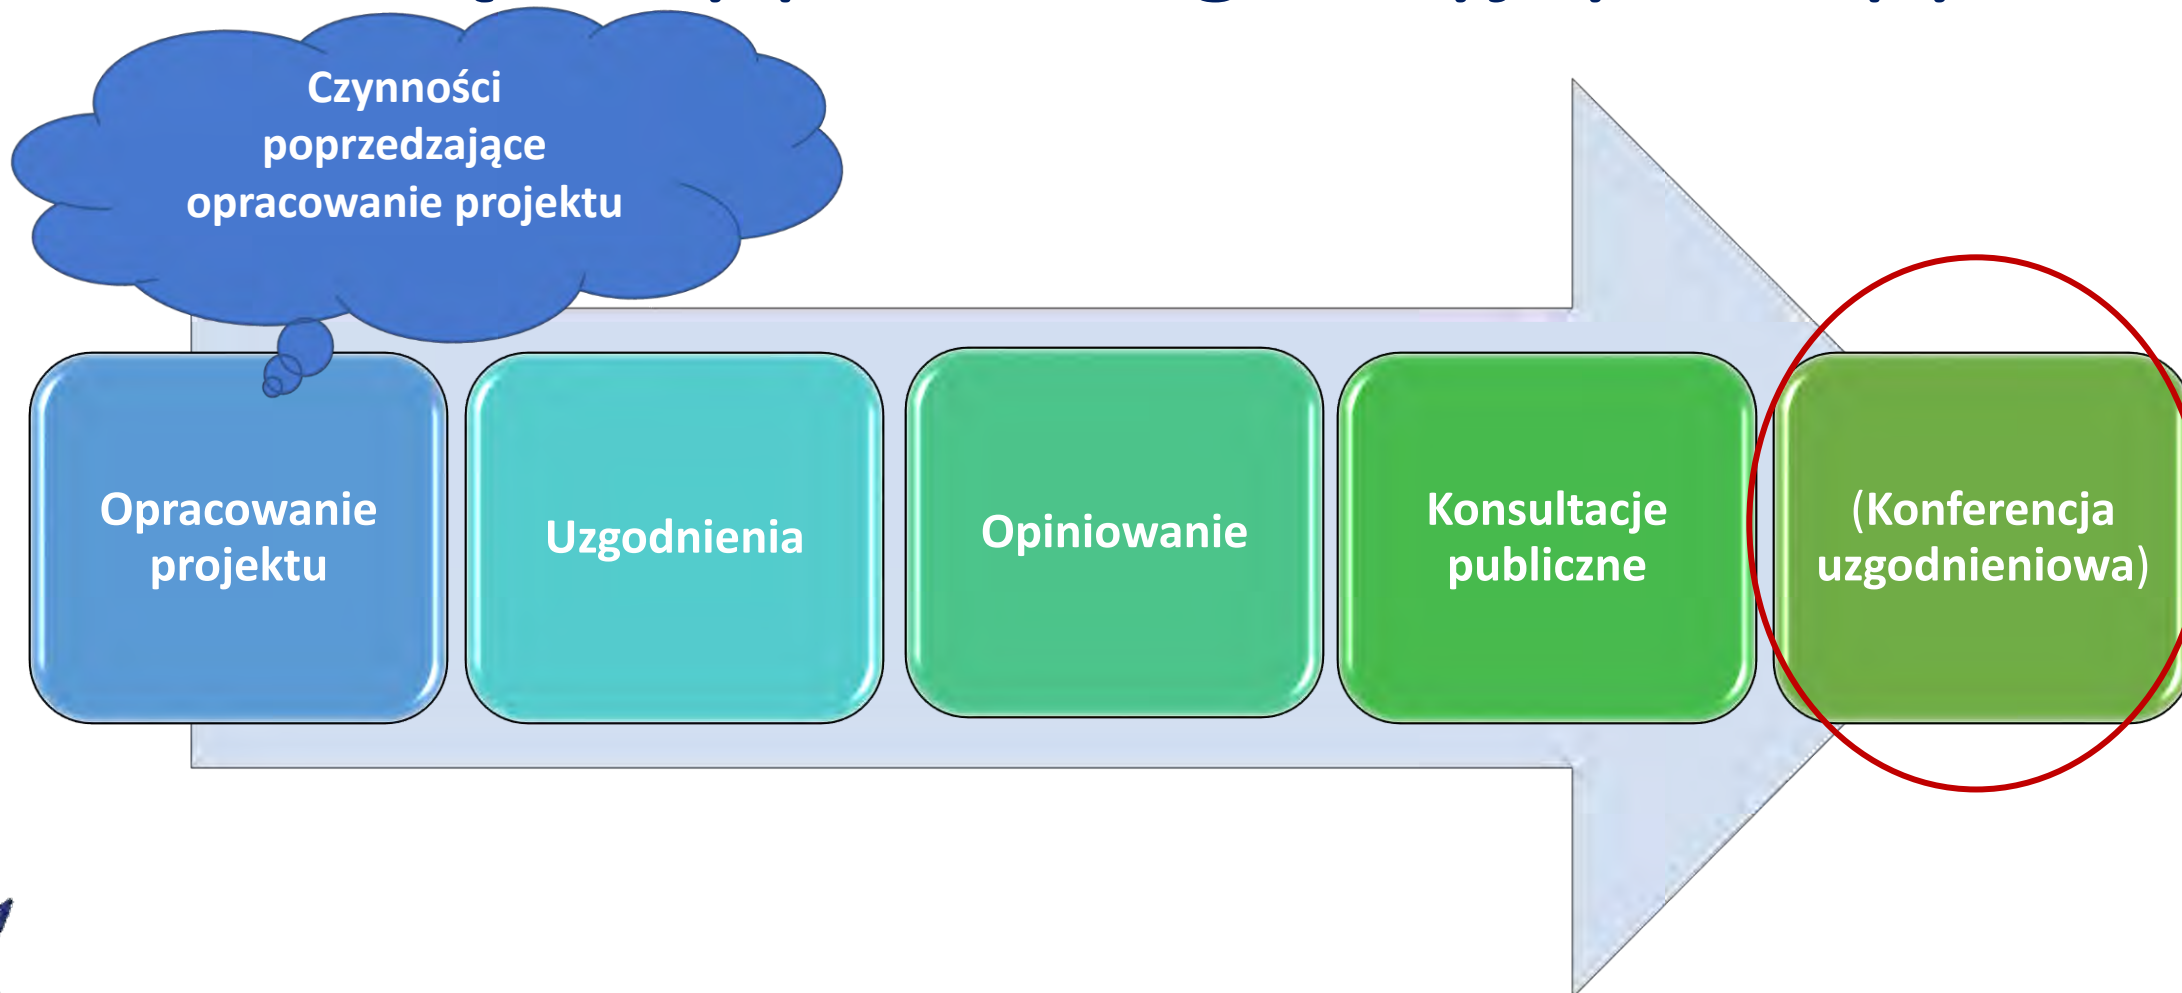 Czynności
poprzedzające
opracowanie projektu
Opracowanie
projektu
Uzgodnienia
Opiniowanie
Konsultacje
publiczne
(Konferencja
uzgodnieniowa)